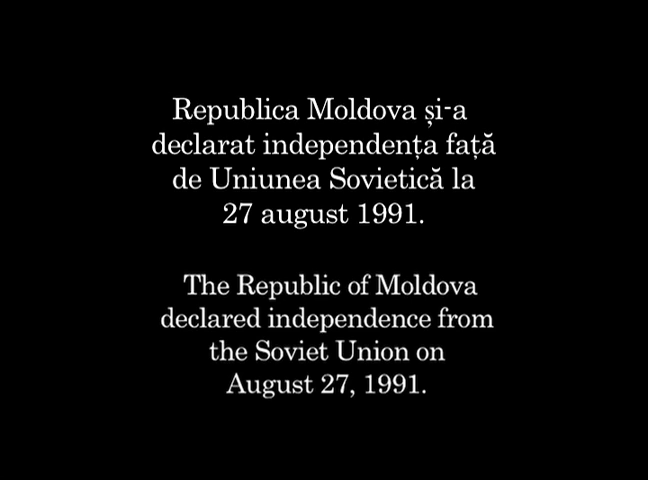 Republica Moldova și-a
declarat independența față
de Uniunea Sovietică la
27 august 1991.
The Republic of Moldova
declared independence from
the Soviet Union on
August 27, 1991.